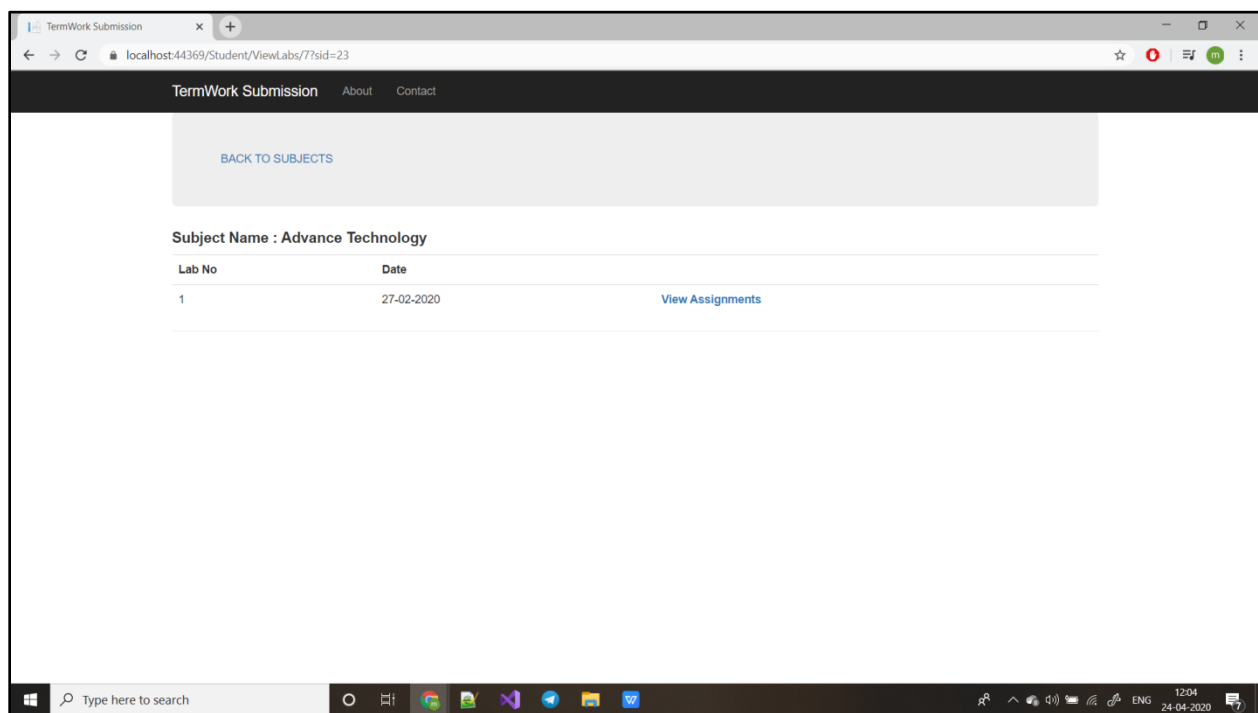 TermWork Submission
localhost:44369/Student/ViewLabs/7?sid=23
m
TermWork Submission About Contact
BACK TO SUBJECTS
Subject Name : Advance Technology
Lab No Date
1 27-02-2020 View Assignments
Type here to search
W
ENG
12:04
24-04-2020
7